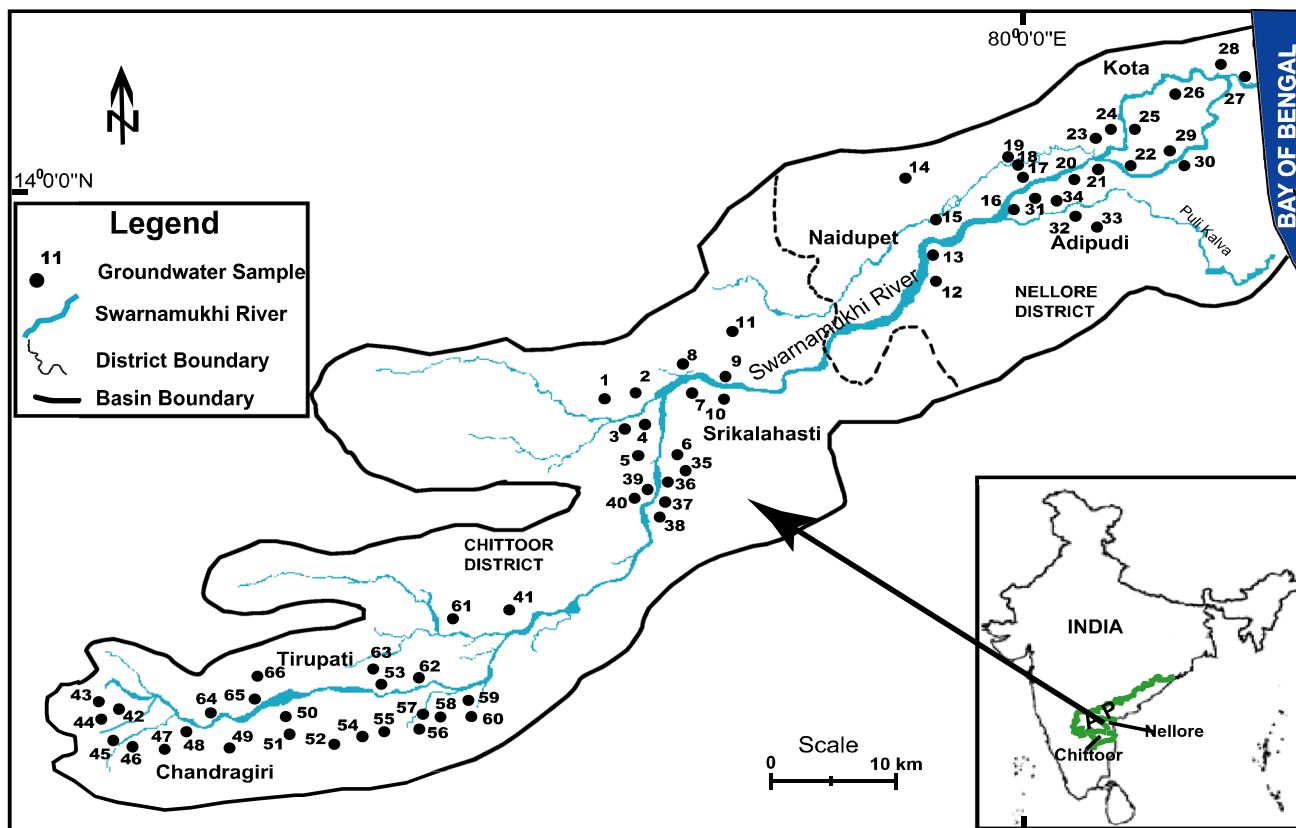 80⁰0'0"E
14⁰0'0"N
N
BAY OF BENGAL
Kota
28
27
26
24
25
23
29
22
30
19
18
17
20
21
14
16
31
34
32
33
15
Adipudi
Puli Kalva
Naidupet
13
12
NELLORE
DISTRICT
Swarnamukhi River
11
8
9
1
2
7
10
Srikalahasti
3
4
5
6
35
39
36
40
37
38
CHITTOOR
DISTRICT
61
41
Tirupati
63
66
53
62
43
42
64
65
59
44
50
57
58
60
45
46
47
48
49
51
52
54
55
56
Chandragiri
Legend
11
Groundwater Sample
Swarnamukhi River
District Boundary
Basin Boundary
Scale
0
10 km
INDIA
A P
Nellore
Chittoor